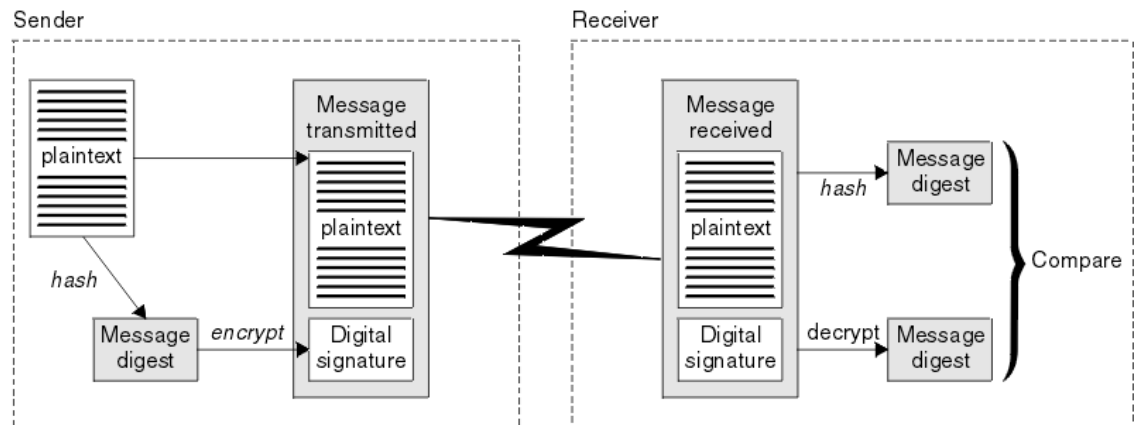 Sender
Receiver
plaintext
hash
Message
digest
encrypt
Message
transmitted
plaintext
Digital
signature
Message
received
plaintext
Digital
signature
hash
Message
digest
decrypt
Message
digest
Compare